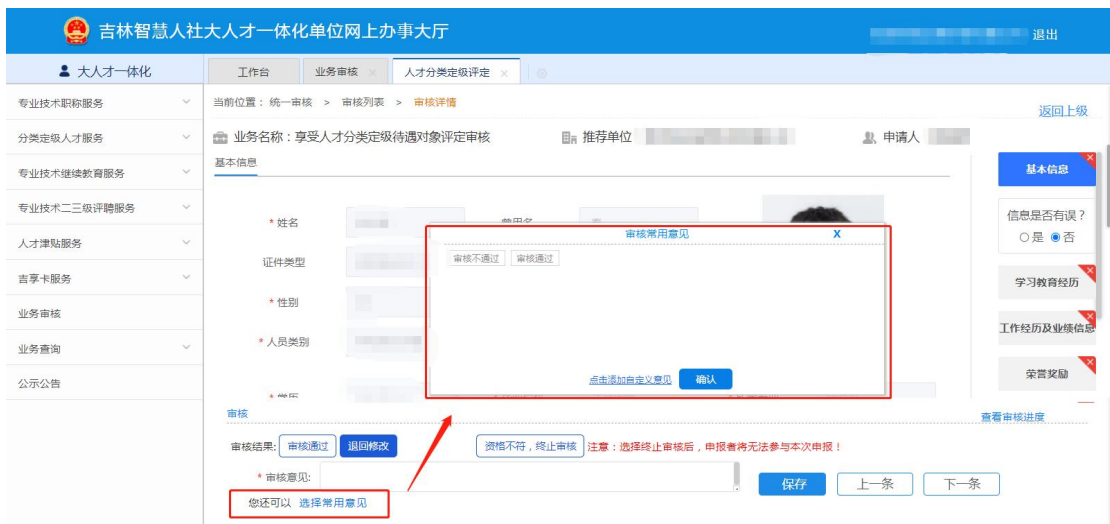 吉林智慧人社大人才一体化单位网上办事大厅
退出
大人才一体化
工作台
业务审核
人才分类定级评定
专业技术职称服务
分类定级人才服务
专业技术继续教育服务
专业技术二三级评聘服务
人才津贴服务
吉享卡服务
业务审核
业务查询
公示公告
当前位置：统一审核 > 审核列表 > 审核详情
返回上级
业务名称：享受人才分类定级待遇对象评定审核
推荐单位
申请人
基本信息
* 姓名
证件类型
* 性别
* 人员类别
审核常用意见
X
审核不通过
审核通过
点击添加自定义意见
确认
基本信息
信息是否有误？
是 否
学习教育经历
工作经历及业绩信息
荣誉奖励
审核
查看审核进度
审核结果: 审核通过 退回修改 资格不符，终止审核 注意：选择终止审核后，申报者将无法参与本次申报！
* 审核意见:
保存 上一条 下一条
您还可以 选择常用意见